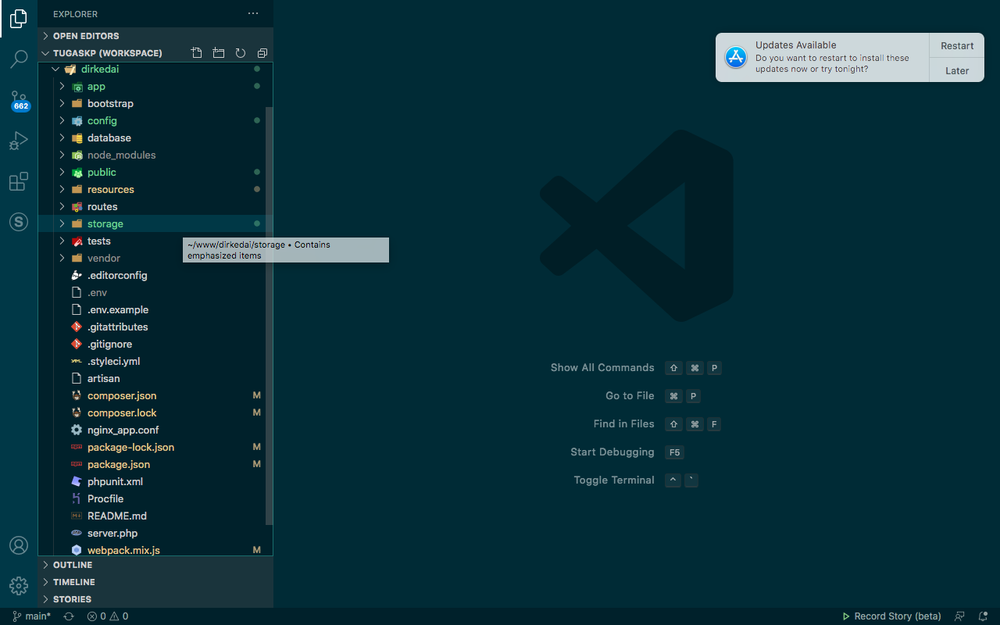 EXPLORER
OPEN EDITORS
TUGASKP (WORKSPACE)
dirkedai
app
bootstrap
662
config
database
node_modules
public
resources
routes
storage
tests
~/www/dirkedai/storage • Contains
emphasized items
vendor
.editorconfig
.env
.env.example
.gitattributes
.gitignore
.styleci.yml
artisan
composer.json M
composer.lock M
nginx_app.conf
package-lock.json M
package.json M
phpunit.xml
Procfile
README.md
server.php
webpack.mix.js M
OUTLINE
TIMELINE
STORIES
Updates Available
Do you want to restart to install these
updates now or try tonight?
Restart
Later
Show All Commands ⇧ ⌘ P
Go to File ⌘ P
Find in Files ⇧ ⌘ F
Start Debugging F5
Toggle Terminal ^ `
main* 0 0
Record Story (beta)